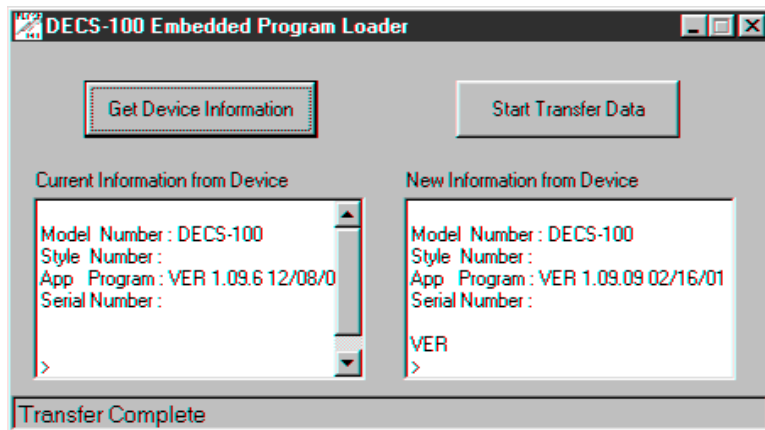 DECS-100 Embedded Program Loader
Get Device Information
Start Transfer Data
Current Information from Device
Model Number : DECS-100
Style Number :
App Program : VER 1.09.6 12/08/0
Serial Number :
>
New Information from Device
Model Number : DECS-100
Style Number :
App Program : VER 1.09.09 02/16/01
Serial Number :
VER
>
Transfer Complete